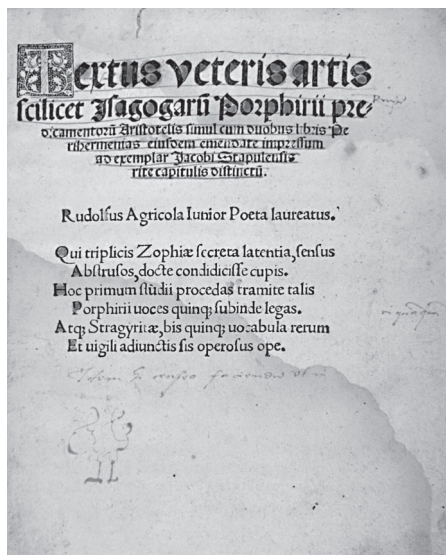 Textus veteris artis
scilicet Isagogarū Porphirii pre-
dicamentorū Aristotelis simul cum duobus libris Pe
rihermenias eiusdem emendate impressum
ad exemplar Jacobi Stapulensis
rite capitulis distinctū.
Rudolfus Agricola Iunior Poeta laureatus.
Qui triplicis Zophiæ secreta latentia, sensus
Abstrusos, docte condidicisse cupis.
Hoc primum studii procedas tramite talis
Porphirii uoces quinq; subinde legas.
Atq; Stragyritæ, bis quinq; uocabula rerum
Et uigili adiunctis sis operosus ope.